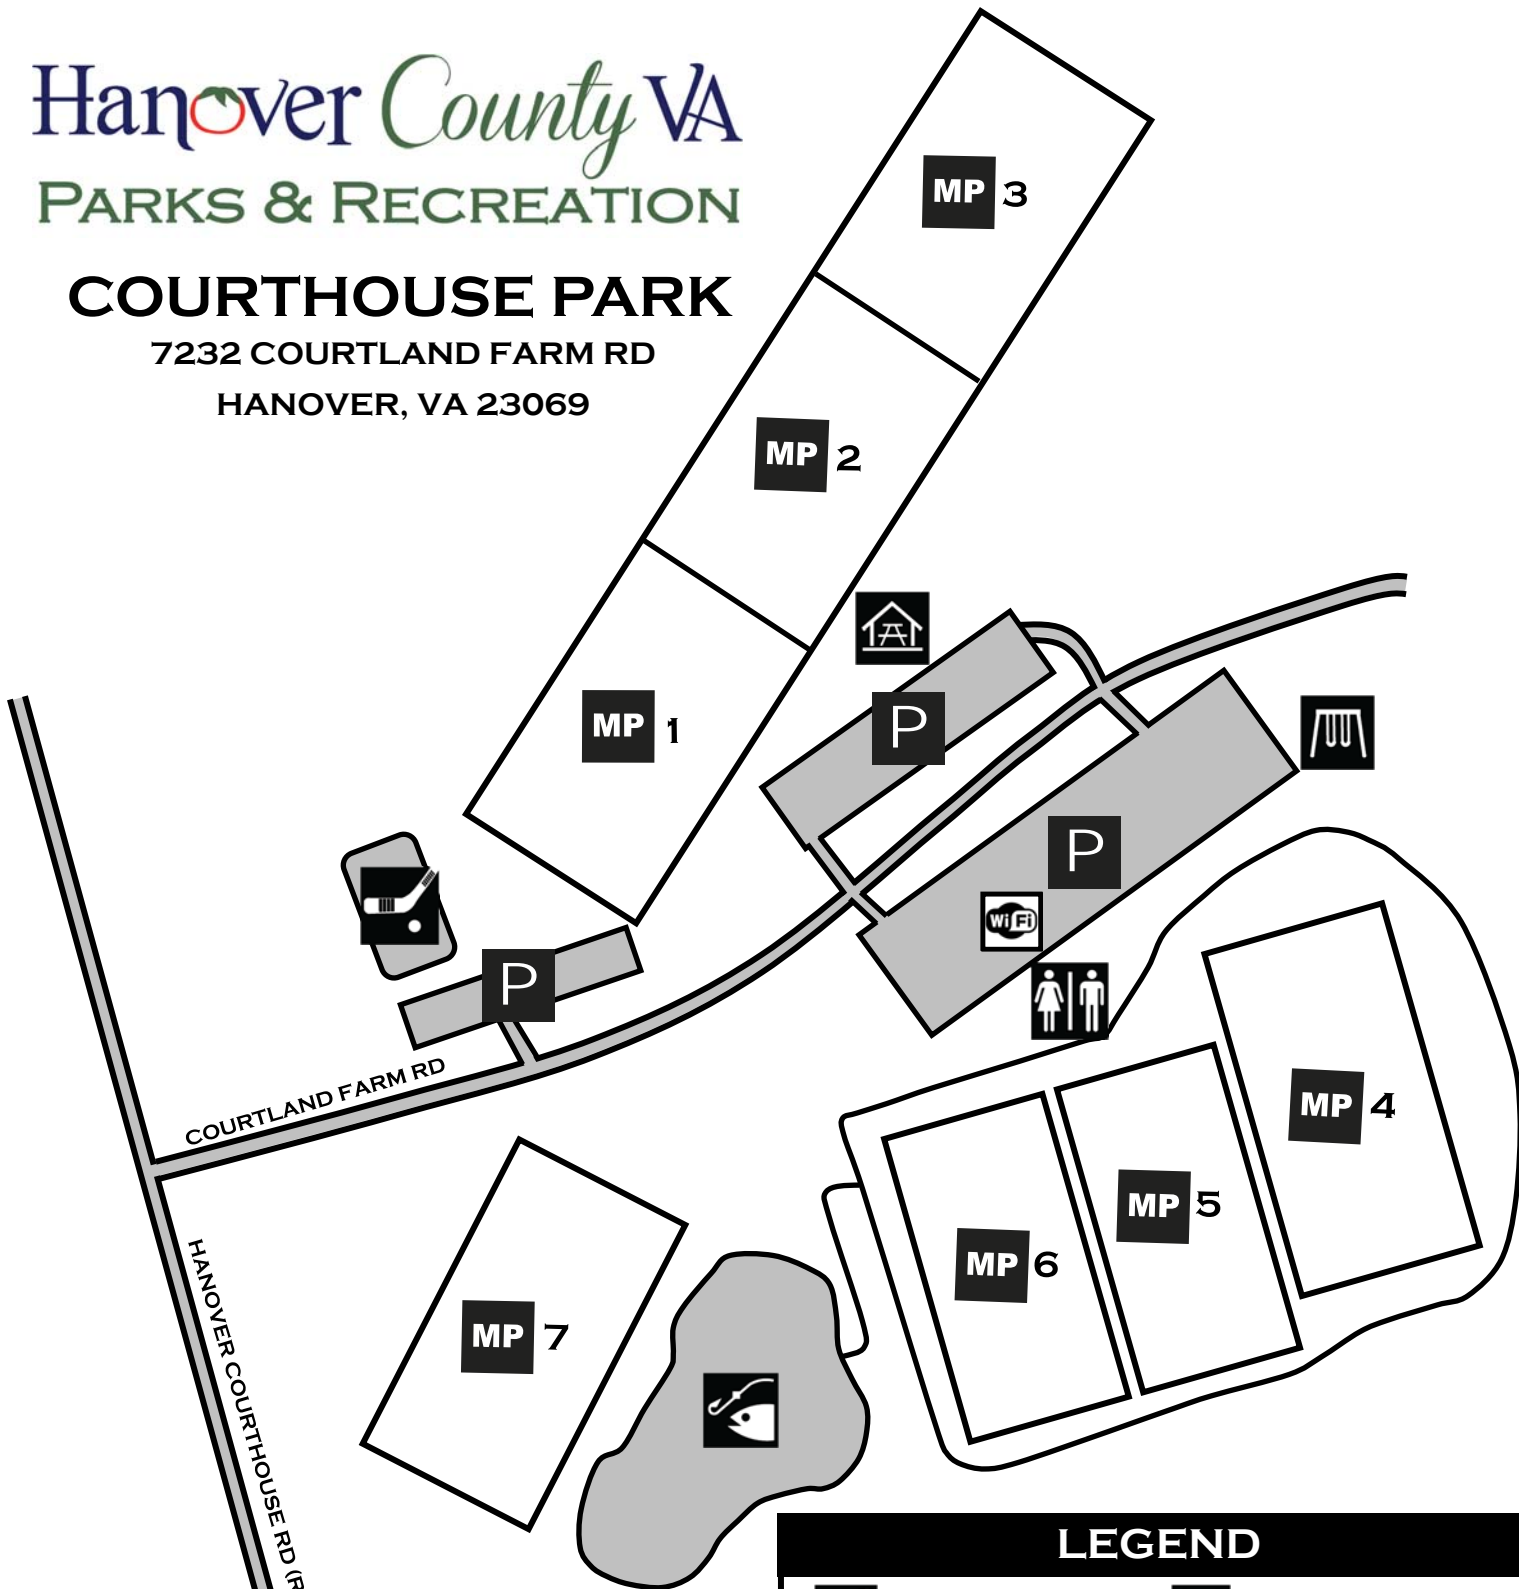 Hanover County VA
PARKS & RECREATION
COURTHOUSE PARK
7232 COURTLAND FARM RD
HANOVER, VA 23069
MP 3
MP 2
MP 1
P
P
WiFi
P
COURTLAND FARM RD
MP 4
MP 5
MP 6
MP 7
HANOVER COURTHOUSE RD (R
LEGEND